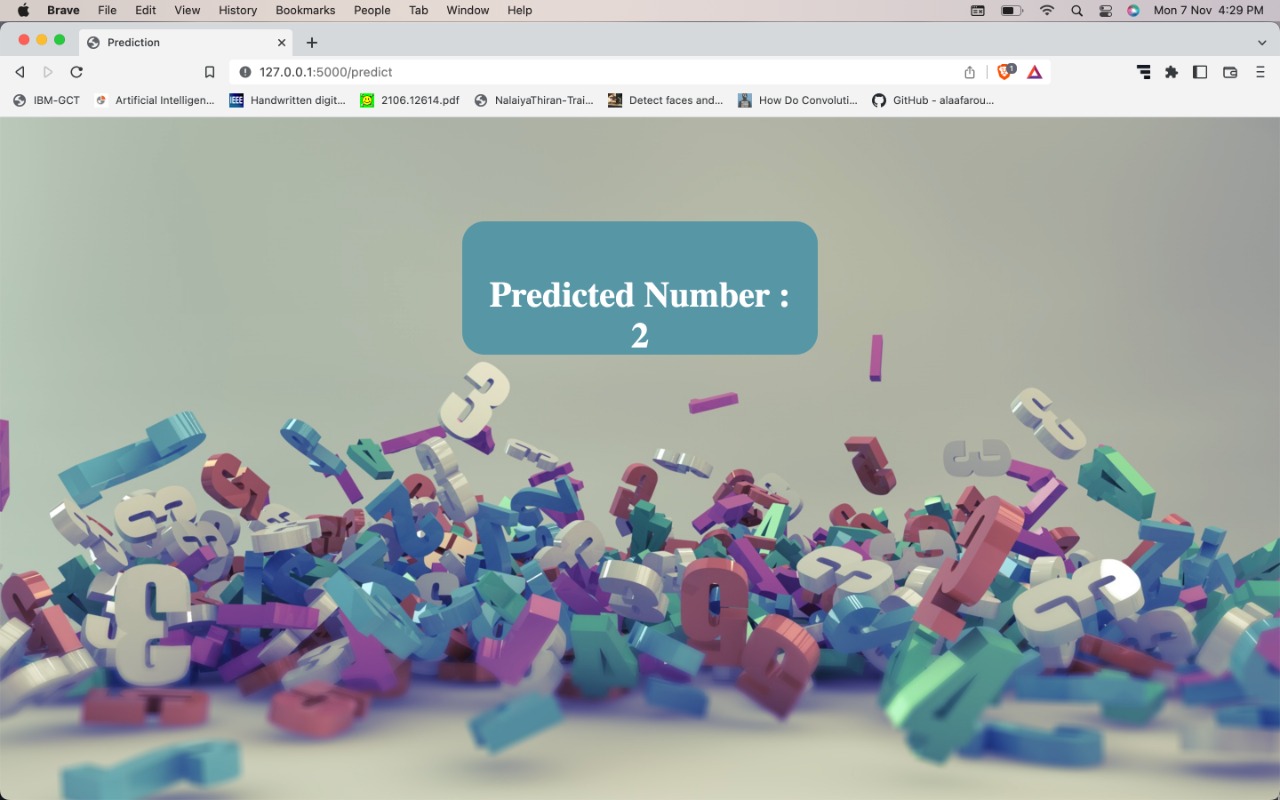 Brave File Edit View History Bookmarks People Tab Window Help Mon 7 Nov 4:29 PM
Prediction
127.0.0.1:5000/predict 1
IBM-GCT Artificial Intelligen... IEEE Handwritten digit... 2106.12614.pdf NalaiyaThiran-Trai... Detect faces and... How Do Convoluti... GitHub - alaafarou...
Predicted Number :
2